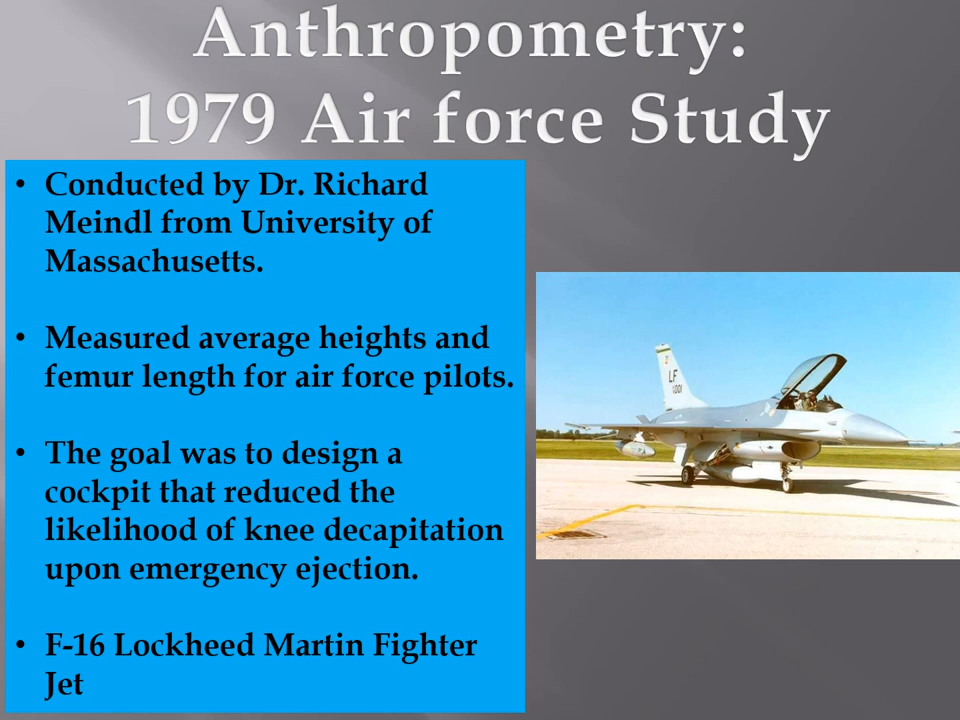 Anthropometry:
1979 Air force Study
• Conducted by Dr. Richard
Meindl from University of
Massachusetts.
• Measured average heights and
femur length for air force pilots.
• The goal was to design a
cockpit that reduced the
likelihood of knee decapitation
upon emergency ejection.
• F-16 Lockheed Martin Fighter
Jet
LF